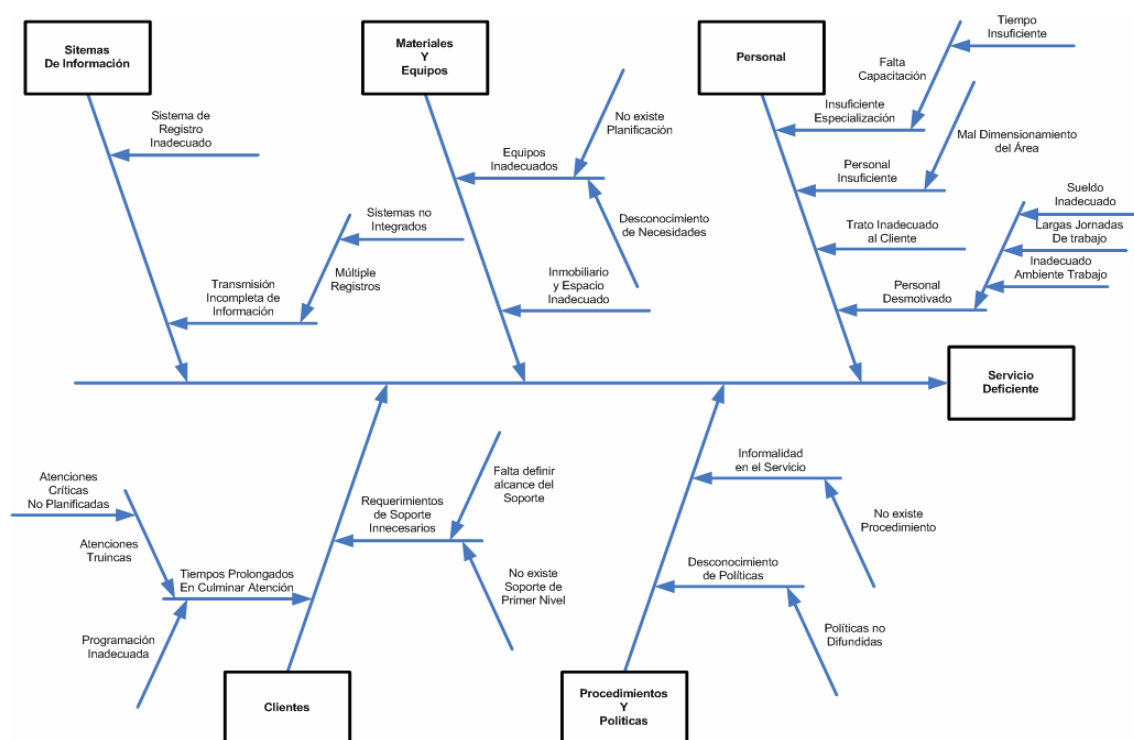 Sitemas
De Información
Materiales
Y
Equipos
Personal
Tiempo
Insuficiente
Falta
Capacitación
Insuficiente
Especialización
Sistema de
Registro
Inadecuado
No existe
Planificación
Mal Dimensionamiento
del Área
Equipos
Inadecuados
Personal
Insuficiente
Sueldo
Inadecuado
Sistemas no
Integrados
Desconocimiento
de Necesidades
Trato Inadecuado
al Cliente
Largas Jornadas
De trabajo
Inadecuado
Ambiente Trabajo
Transmisión
Incompleta de
Información
Múltiple
Registros
Inmobiliario
y Espacio
Inadecuado
Personal
Desmotivado
Servicio
Deficiente
Atenciones
Críticas
No Planificadas
Atenciones
Truincas
Tiempos Prolongados
En Culminar Atención
Programación
Inadecuada
Requerimientos
de Soporte
Innecesarios
Falta definir
alcance del
Soporte
No existe
Soporte de
Primer Nivel
Informalidad
en el Servicio
No existe
Procedimiento
Desconocimiento
de Políticas
Políticas no
Difundidas
Clientes
Procedimientos
Y
Políticas